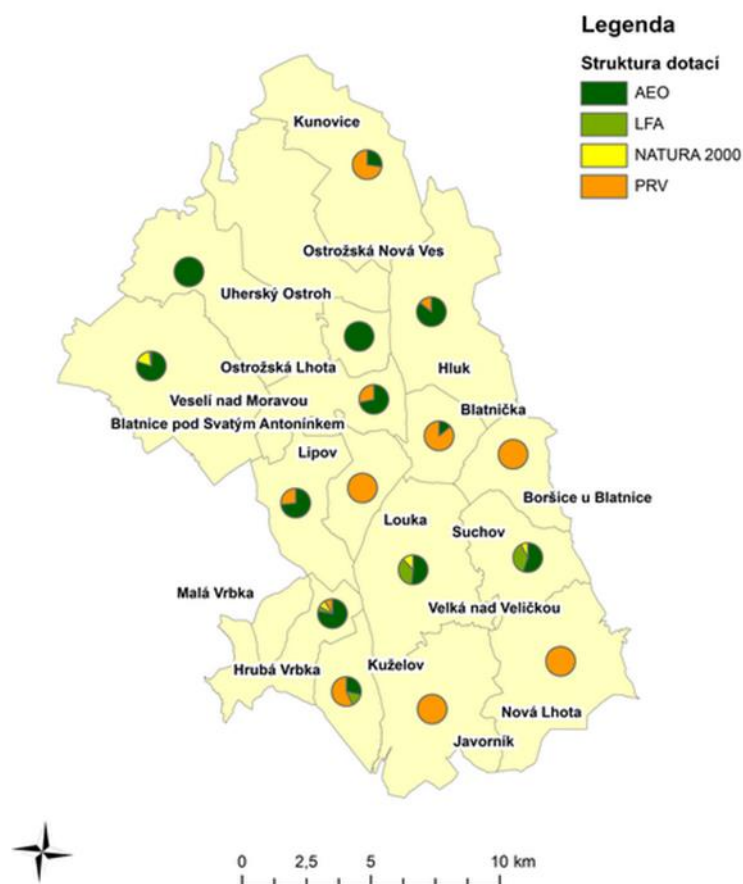 Legenda
Struktura dotací
AEO
LFA
NATURA 2000
PRV
Kunovice
Ostrožská Nová Ves
Uherský Ostroh
Ostrožská Lhota
Hluk
Veselí nad Moravou
Blatnička
Blatnice pod Svatým Antonínkem
Lipov
Boršice u Blatnice
Louka
Suchov
Malá Vrbka
Velká nad Veličkou
Hrubá Vrbka
Kuželov
Nová Lhota
Javorník
0 2,5 5 10 km